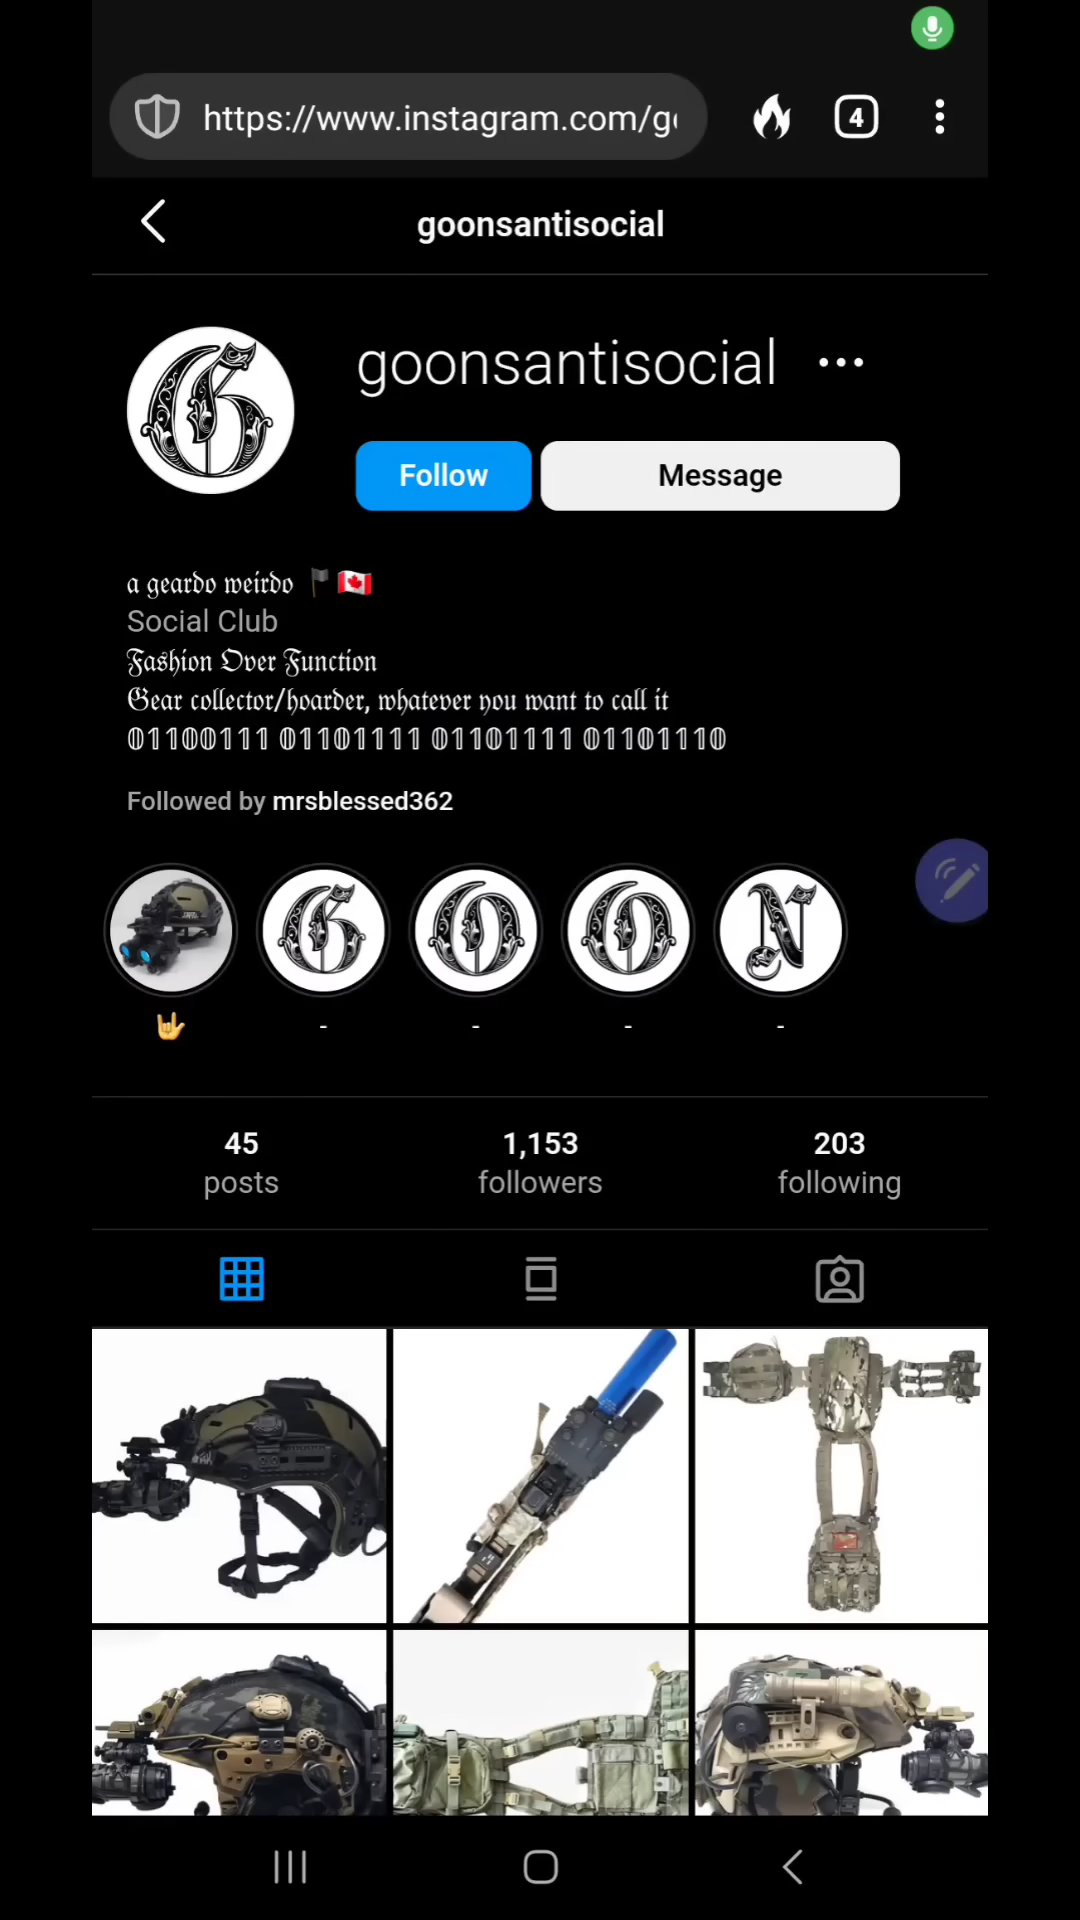 https://www.instagram.com/g
4
goonsantisocial
G
goonsantisocial
Follow
Message
a geardo weirdo 🏴🇨🇦
Social Club
Fashion Over Function
Gear collector/hoarder, whatever you want to call it
01100111 01101111 01101111 01101110
Followed by mrsblessed362
G O O N
🤟 - - - -
45 1,153 203
posts followers following